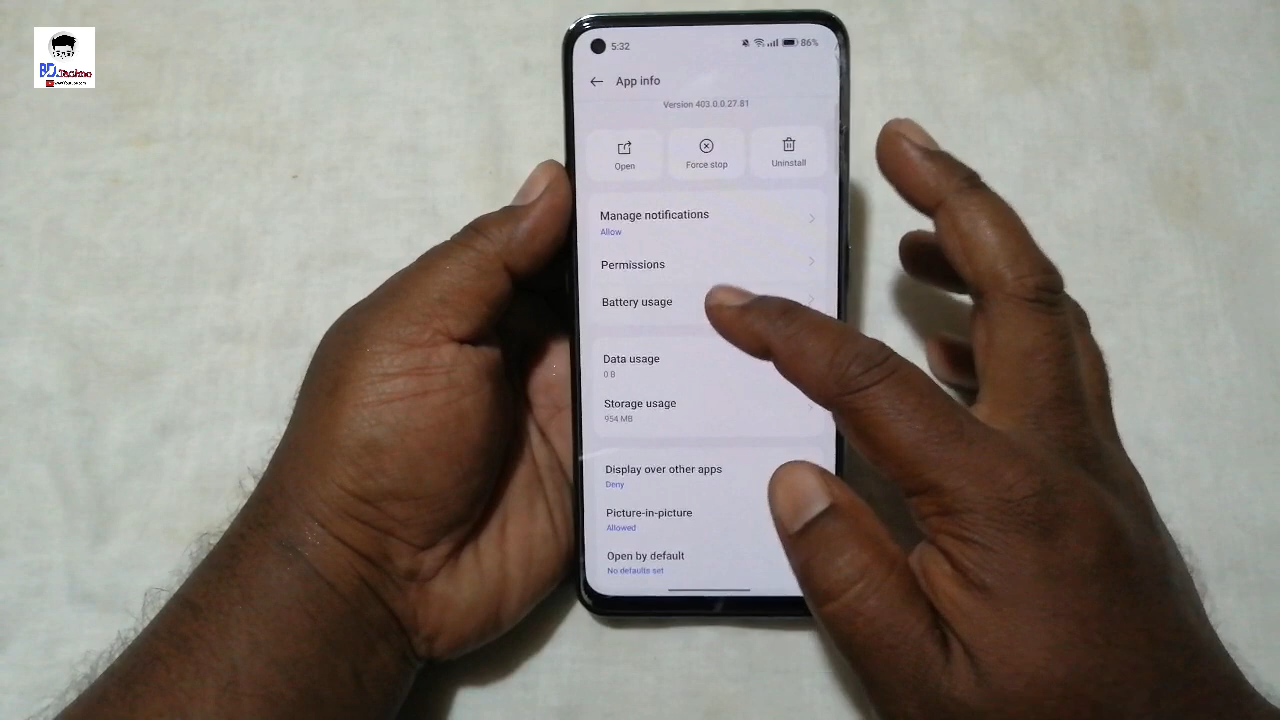 BD.Techno
5:32
86%
App info
Version 403.0.0.27.81
Open
Force stop
Uninstall
Manage notifications
Allow
Permissions
Battery usage
Data usage
0 B
Storage usage
954 MB
Display over other apps
Deny
Picture-in-picture
Allowed
Open by default
No defaults set